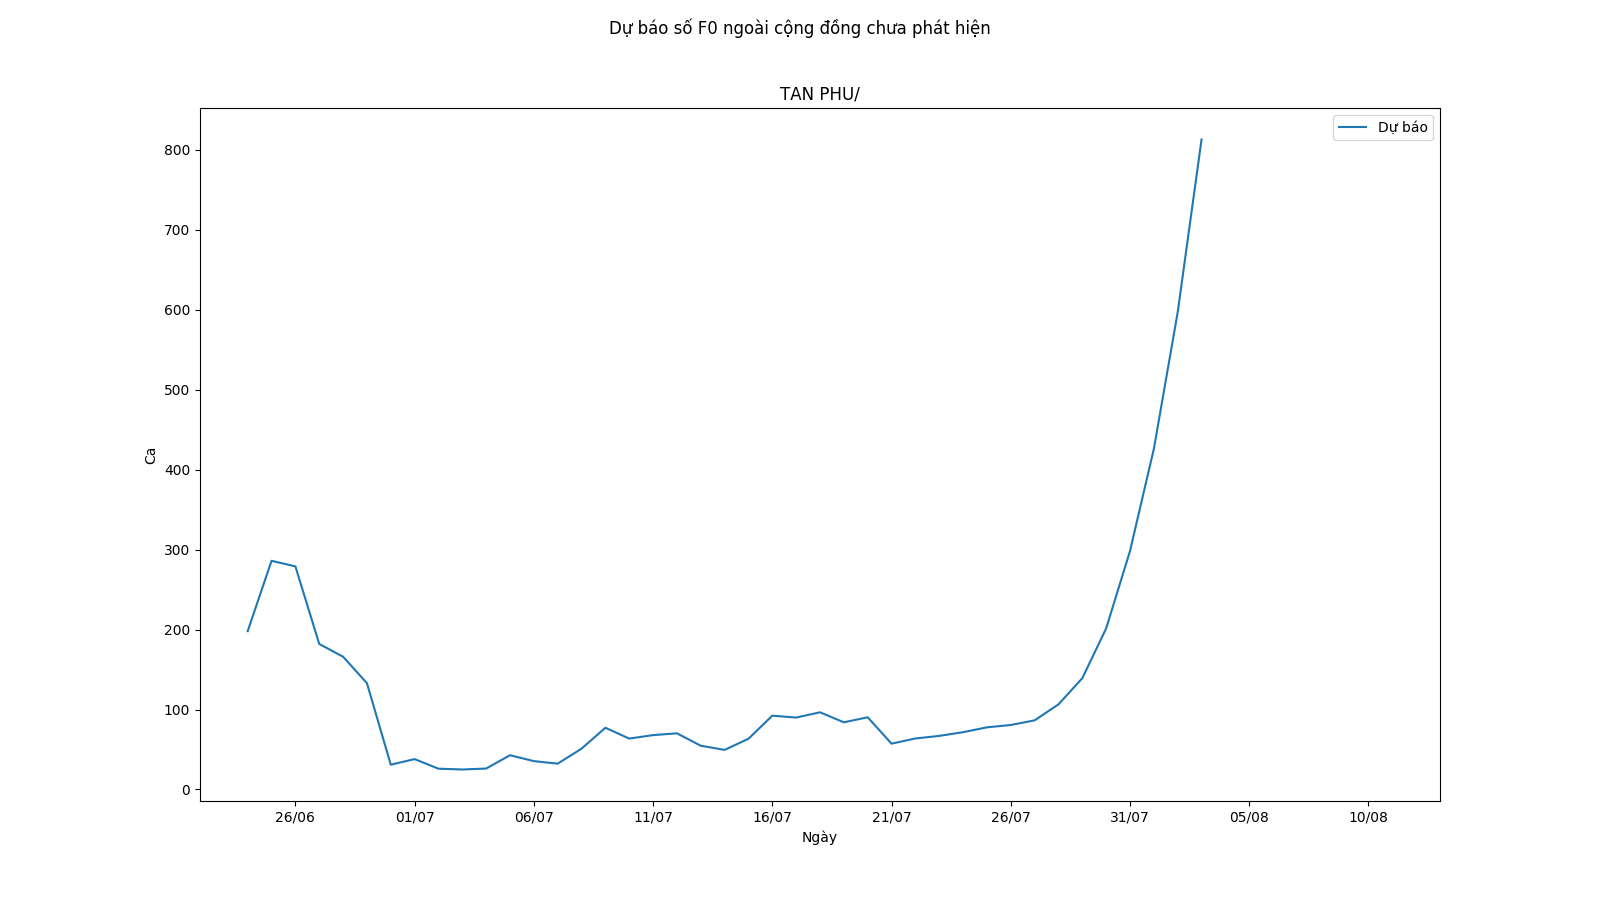 Dự báo số F0 ngoài cộng đồng chưa phát hiện
TAN PHU/
Dự báo
800
700
600
500
400
300
200
100
0
Ca
26/06 01/07 06/07 11/07 16/07 21/07 26/07 31/07 05/08 10/08
Ngày